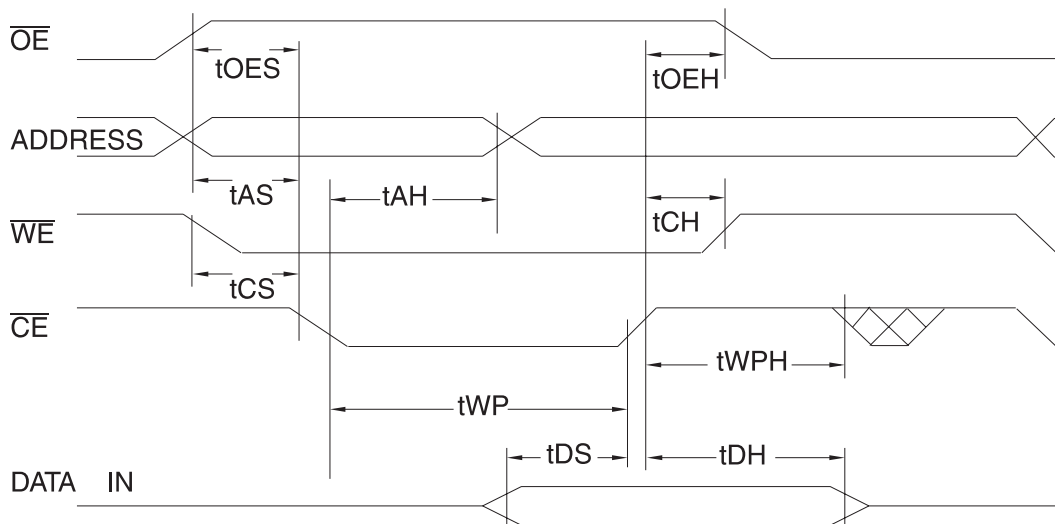 OE
tOES
tOEH
ADDRESS
tAS
tAH
tCH
WE
tCS
CE
tWPH
tWP
tDS
tDH
DATA IN